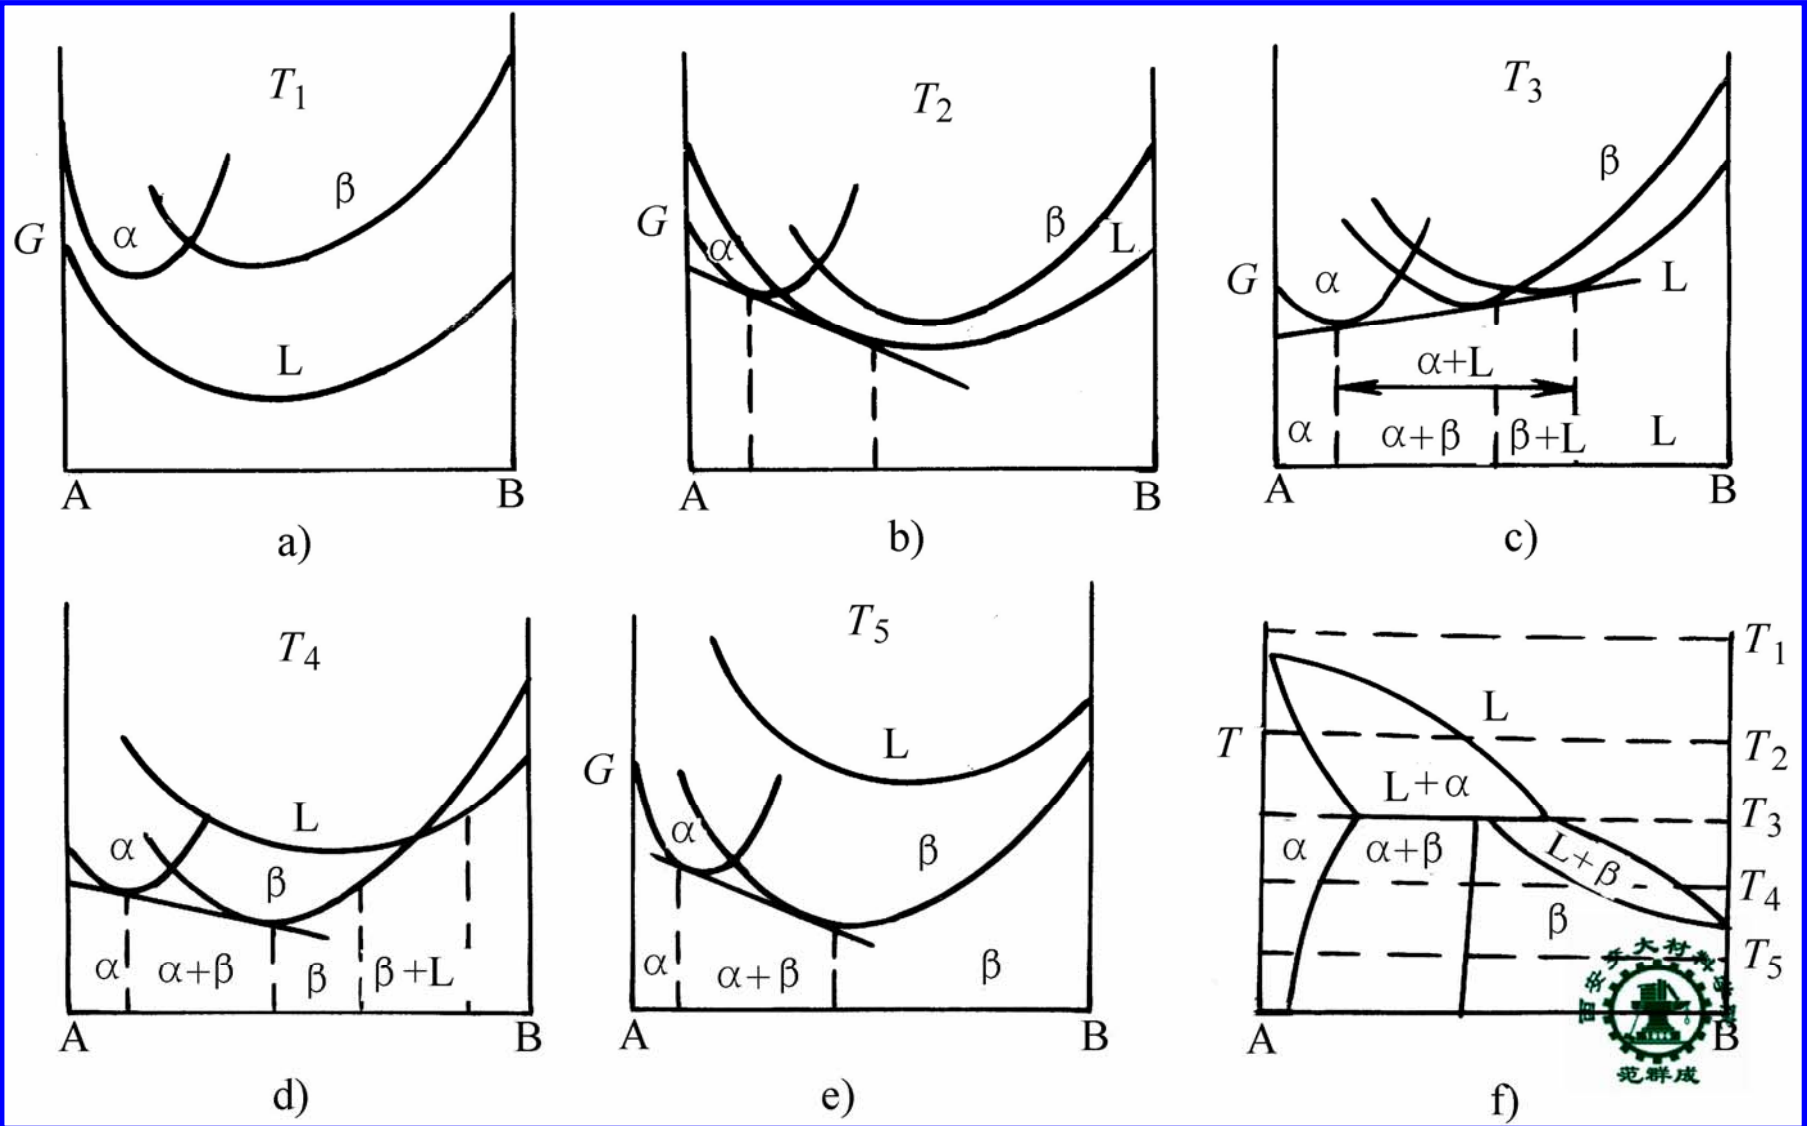 T₁
α
β
G
L
A
B
a)
T₂
G
α
β
L
A
B
b)
T₃
β
G
α
L
α+L
α
α+β
β+L
L
A
B
c)
T₄
α
L
β
α
α+β
β
β+L
A
B
d)
T₅
L
G
α
β
α
α+β
β
A
B
e)
T₁
L
T
T₂
L+α
T₃
α
α+β
L+β
T₄
β
T₅
A
B
范群成
f)